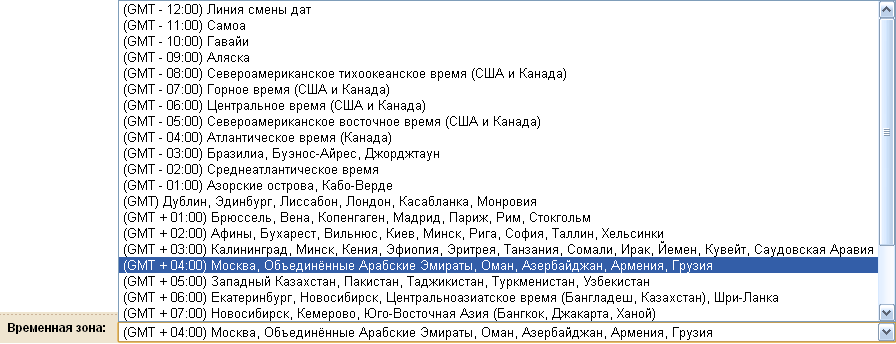 (GMT - 12:00) Линия смены дат
(GMT - 11:00) Самоа
(GMT - 10:00) Гавайи
(GMT - 09:00) Аляска
(GMT - 08:00) Североамериканское тихоокеанское время (США и Канада)
(GMT - 07:00) Горное время (США и Канада)
(GMT - 06:00) Центральное время (США и Канада)
(GMT - 05:00) Североамериканское восточное время (США и Канада)
(GMT - 04:00) Атлантическое время (Канада)
(GMT - 03:00) Бразилиа, Буэнос-Айрес, Джорджтаун
(GMT - 02:00) Среднеатлантическое время
(GMT - 01:00) Азорские острова, Кабо-Верде
(GMT) Дублин, Эдинбург, Лиссабон, Лондон, Касабланка, Монровия
(GMT + 01:00) Брюссель, Вена, Копенгаген, Мадрид, Париж, Рим, Стокгольм
(GMT + 02:00) Афины, Бухарест, Вильнюс, Киев, Минск, Рига, София, Таллин, Хельсинки
(GMT + 03:00) Калининград, Минск, Кения, Эфиопия, Эритрея, Танзания, Сомали, Ирак, Йемен, Кувейт, Саудовская Аравия
(GMT + 04:00) Москва, Объединённые Арабские Эмираты, Оман, Азербайджан, Армения, Грузия
(GMT + 05:00) Западный Казахстан, Пакистан, Таджикистан, Туркменистан, Узбекистан
(GMT + 06:00) Екатеринбург, Новосибирск, Центральноазиатское время (Бангладеш, Казахстан), Шри-Ланка
(GMT + 07:00) Новосибирск, Кемерово, Юго-Восточная Азия (Бангкок, Джакарта, Ханой)
Временная зона: (GMT + 04:00) Москва, Объединённые Арабские Эмираты, Оман, Азербайджан, Армения, Грузия